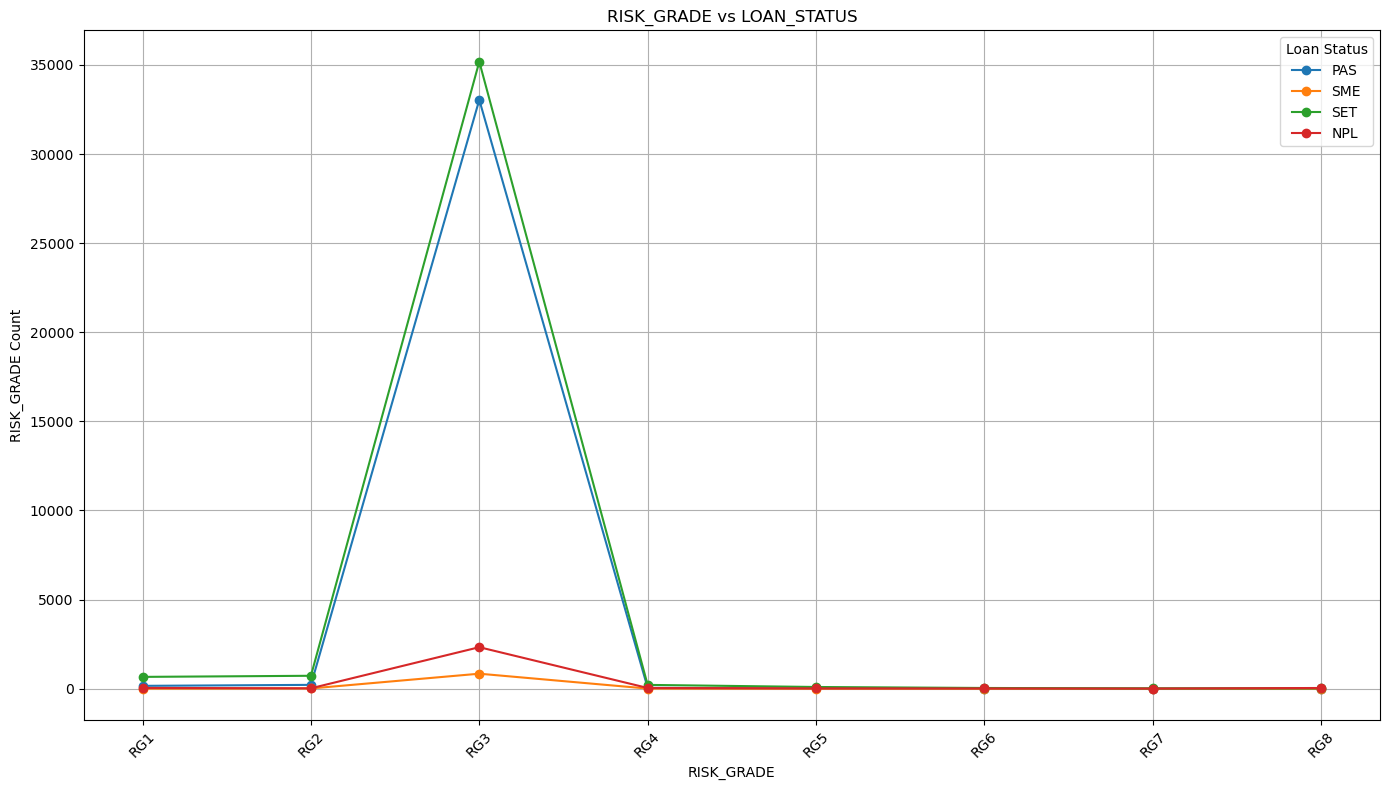 RISK_GRADE vs LOAN_STATUS
Loan Status
PAS
SME
SET
NPL
RISK_GRADE Count
35000
30000
25000
20000
15000
10000
5000
0
RG1
RG2
RG3
RG4
RG5
RG6
RG7
RG8
RISK_GRADE